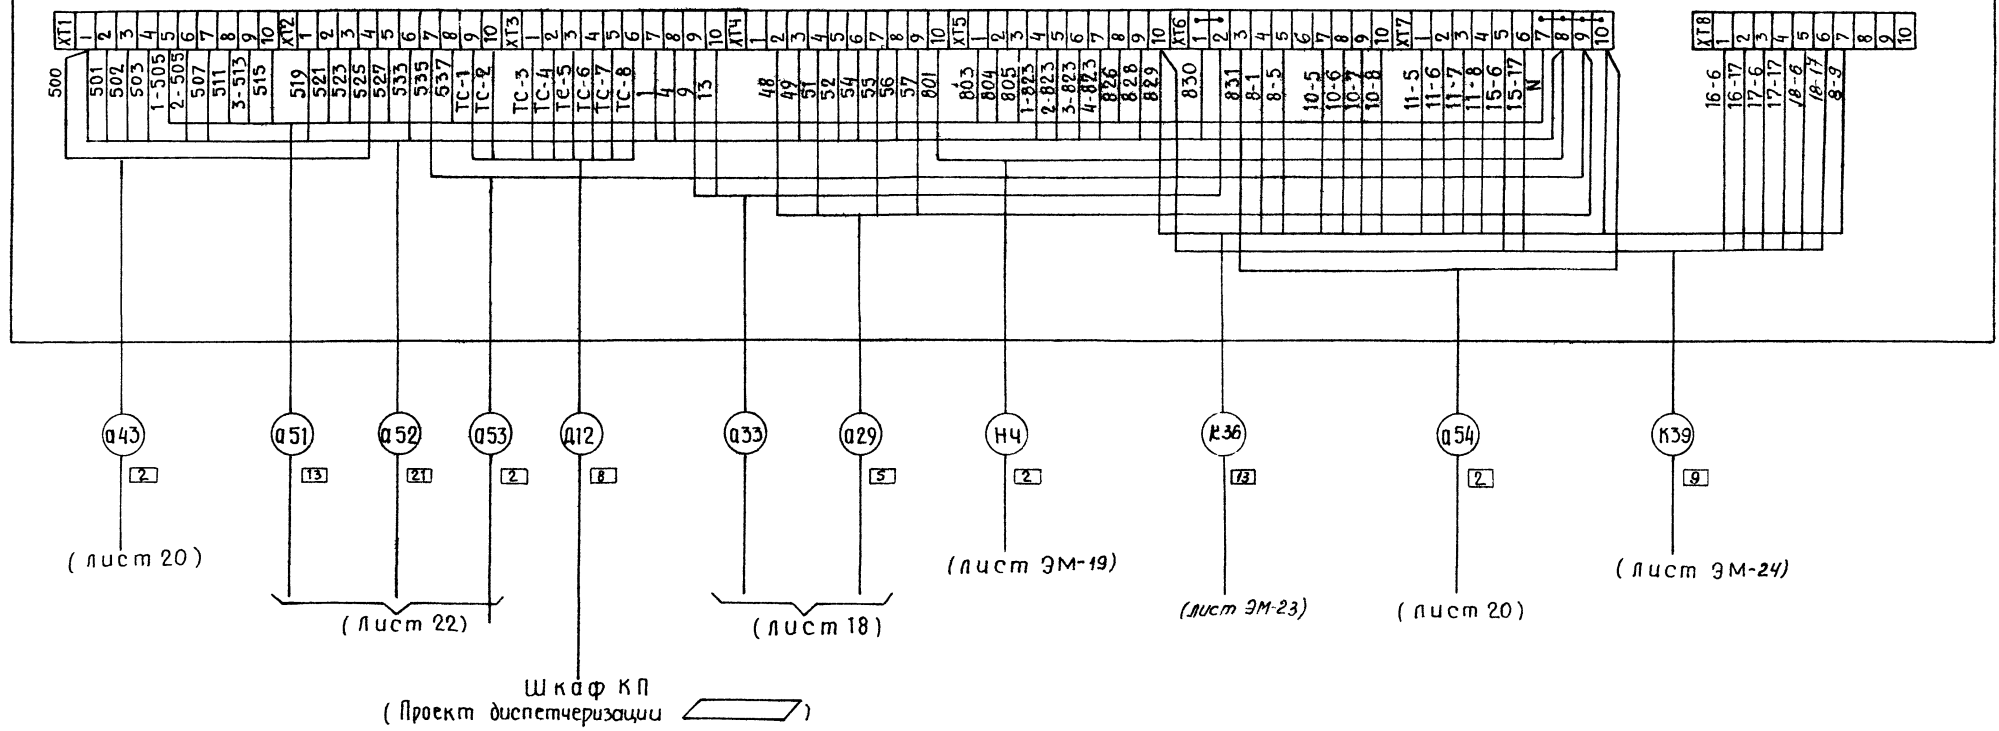 XT1 1 2 3 4 5 6 7 8 9 10 XT2 1 2 3 4 5 6 7 8 9 10 XT3 1 2 3 4 5 6 7 8 9 10 XT4 1 2 3 4 5 6 7 8 9 10 XT5 1 2 3 4 5 6 7 8 9 10 XT6 1 2 3 4 5 6 7 8 9 10 XT7 1 2 3 4 5 6 7 8 9 10 XT8 1 2 3 4 5 6 7 8 9 10
500 501 502 503 1-505 2-505 507 511 3-513 515 519 521 523 525 527 533 535 537 ТС-1 ТС-2 ТС-3 ТС-4 ТС-5 ТС-6 ТС-7 ТС-8 1 4 9 13 48 49 51 52 54 55 56 57 801 803 804 805 1-823 2-823 3-823 4-823 826 828 829 830 831 8-1 8-5 10-5 10-6 10-7 10-8 11-5 11-6 11-7 11-8 15-6 15-17 N 16-6 16-17 17-6 17-17 18-6 18-17 8-9
а43 а51 а52 а53 Д12 а33 а29 Н4 К36 а54 К39
2 13 21 2 8 5 2 13 2 9
(лист 20)
(лист 22)
(лист 18)
(лист ЭМ-19)
(лист ЭМ-23)
(лист 20)
(лист ЭМ-24)
Шкаф КП
(Проект диспетчеризации )